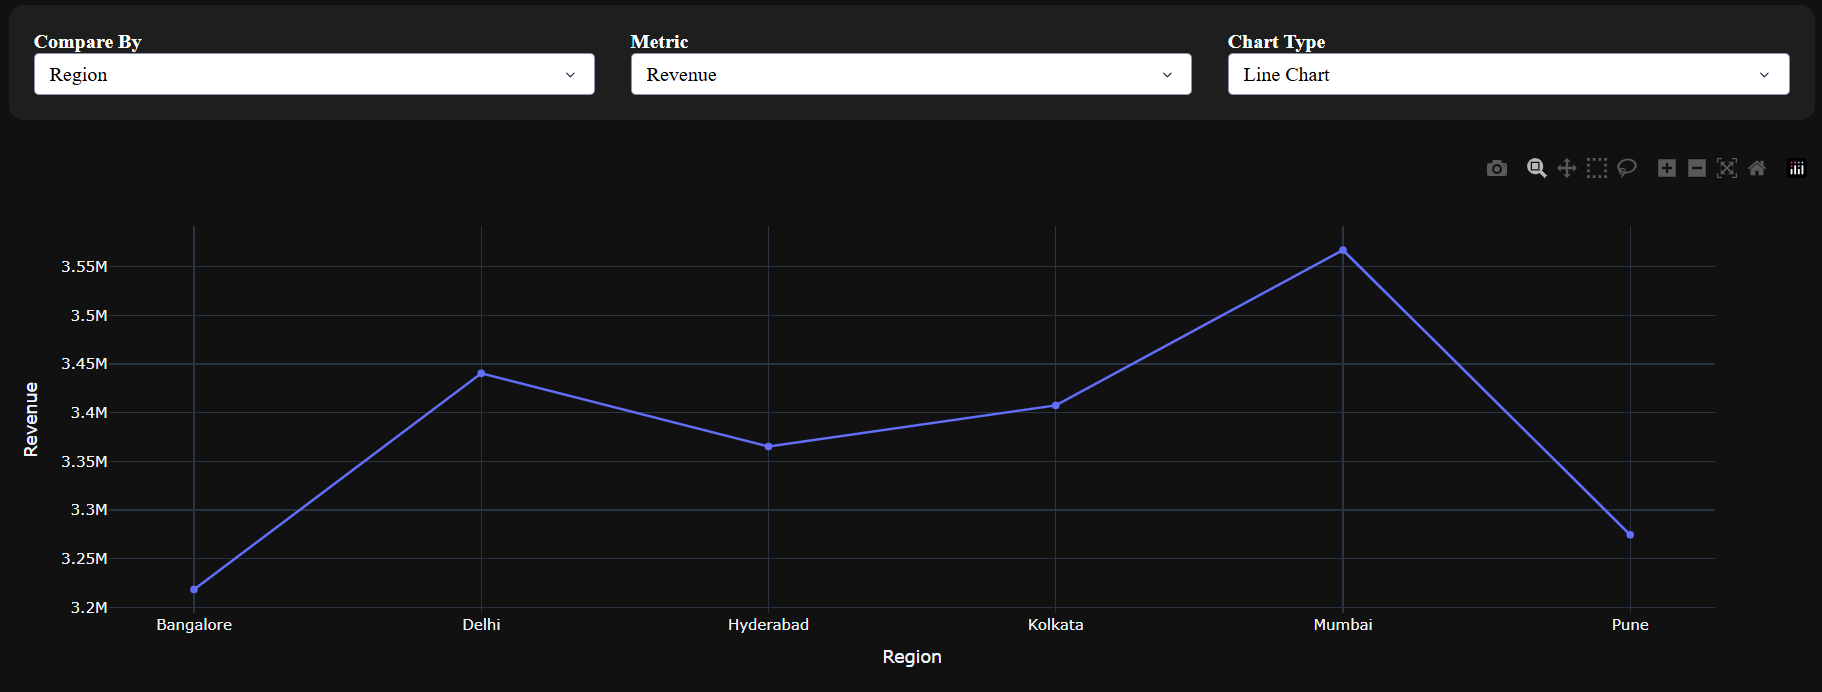 Compare By
Region
Metric
Revenue
Chart Type
Line Chart
3.55M
3.5M
3.45M
3.4M
3.35M
3.3M
3.25M
3.2M
Revenue
Bangalore
Delhi
Hyderabad
Kolkata
Mumbai
Pune
Region